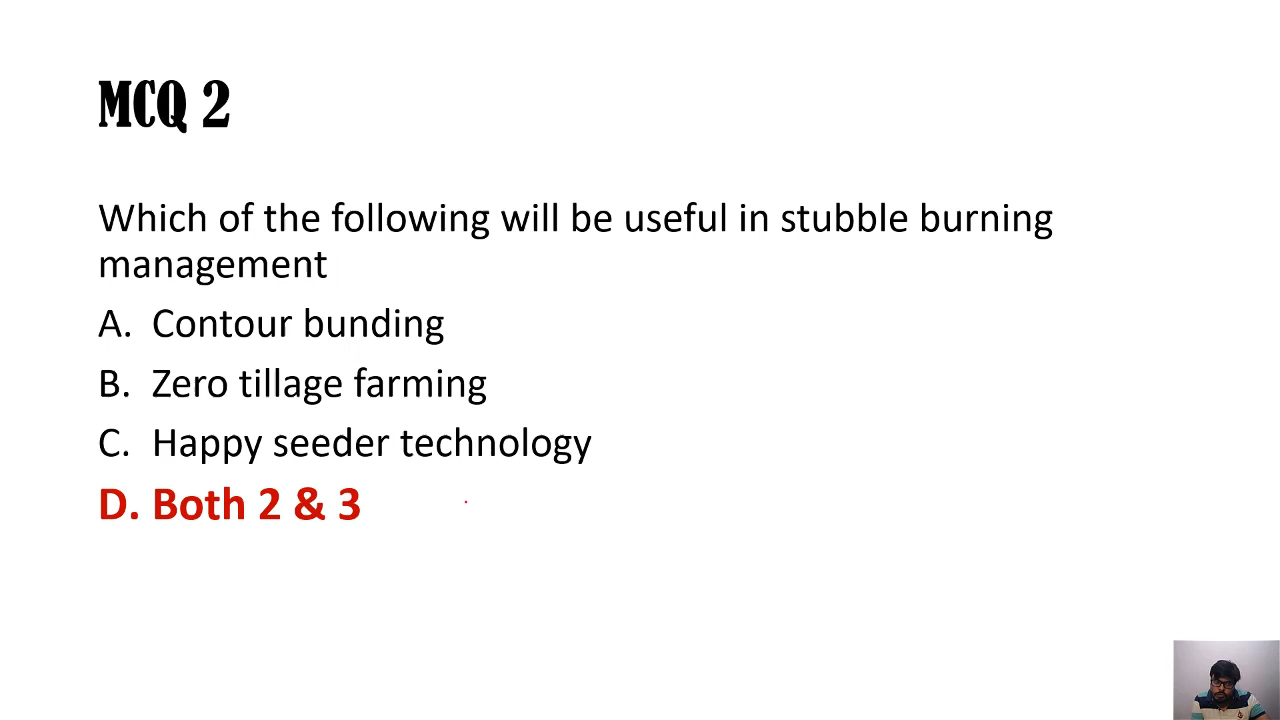 MCQ 2
Which of the following will be useful in stubble burning
management
A. Contour bunding
B. Zero tillage farming
C. Happy seeder technology
D. Both 2 & 3